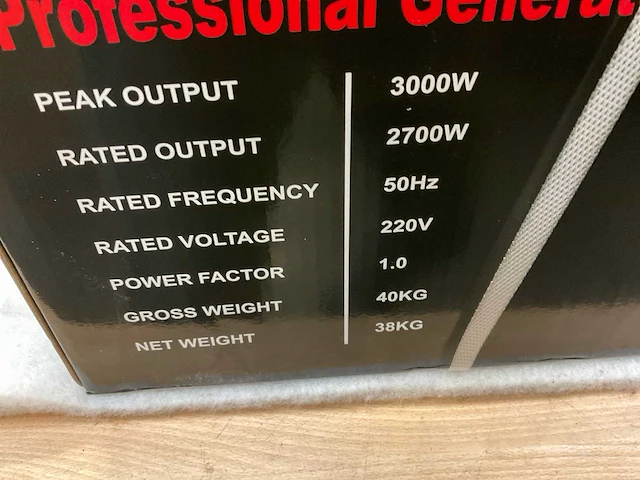 Professional
PEAK OUTPUT 3000W
RATED OUTPUT 2700W
RATED FREQUENCY 50Hz
RATED VOLTAGE 220V
POWER FACTOR 1.0
GROSS WEIGHT 40KG
NET WEIGHT 38KG